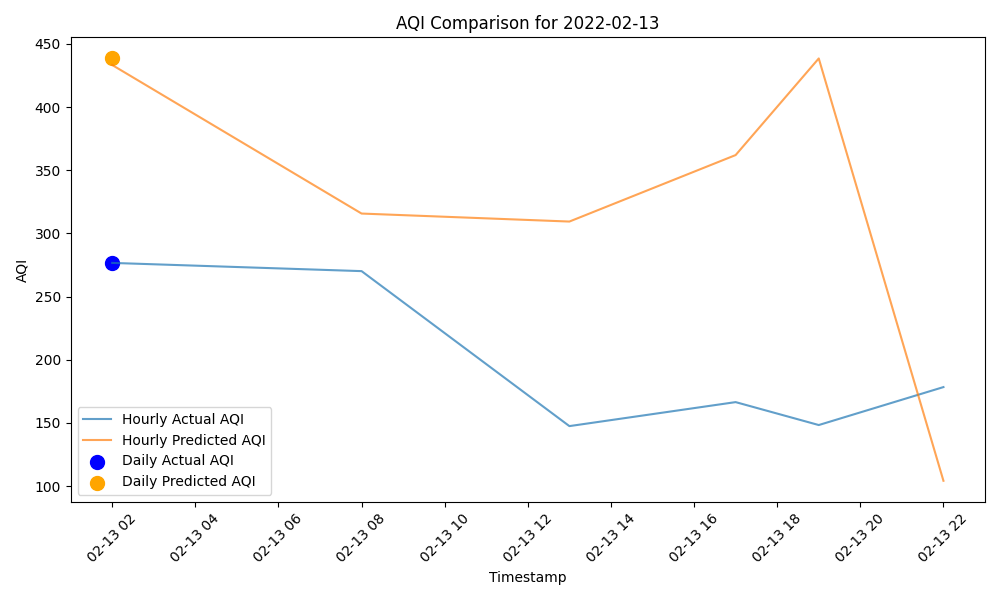 AQI Comparison for 2022-02-13
AQI
450
400
350
300
250
200
150
100
Hourly Actual AQI
Hourly Predicted AQI
Daily Actual AQI
Daily Predicted AQI
02-13 02
02-13 04
02-13 06
02-13 08
02-13 10
02-13 12
02-13 14
02-13 16
02-13 18
02-13 20
02-13 22
Timestamp